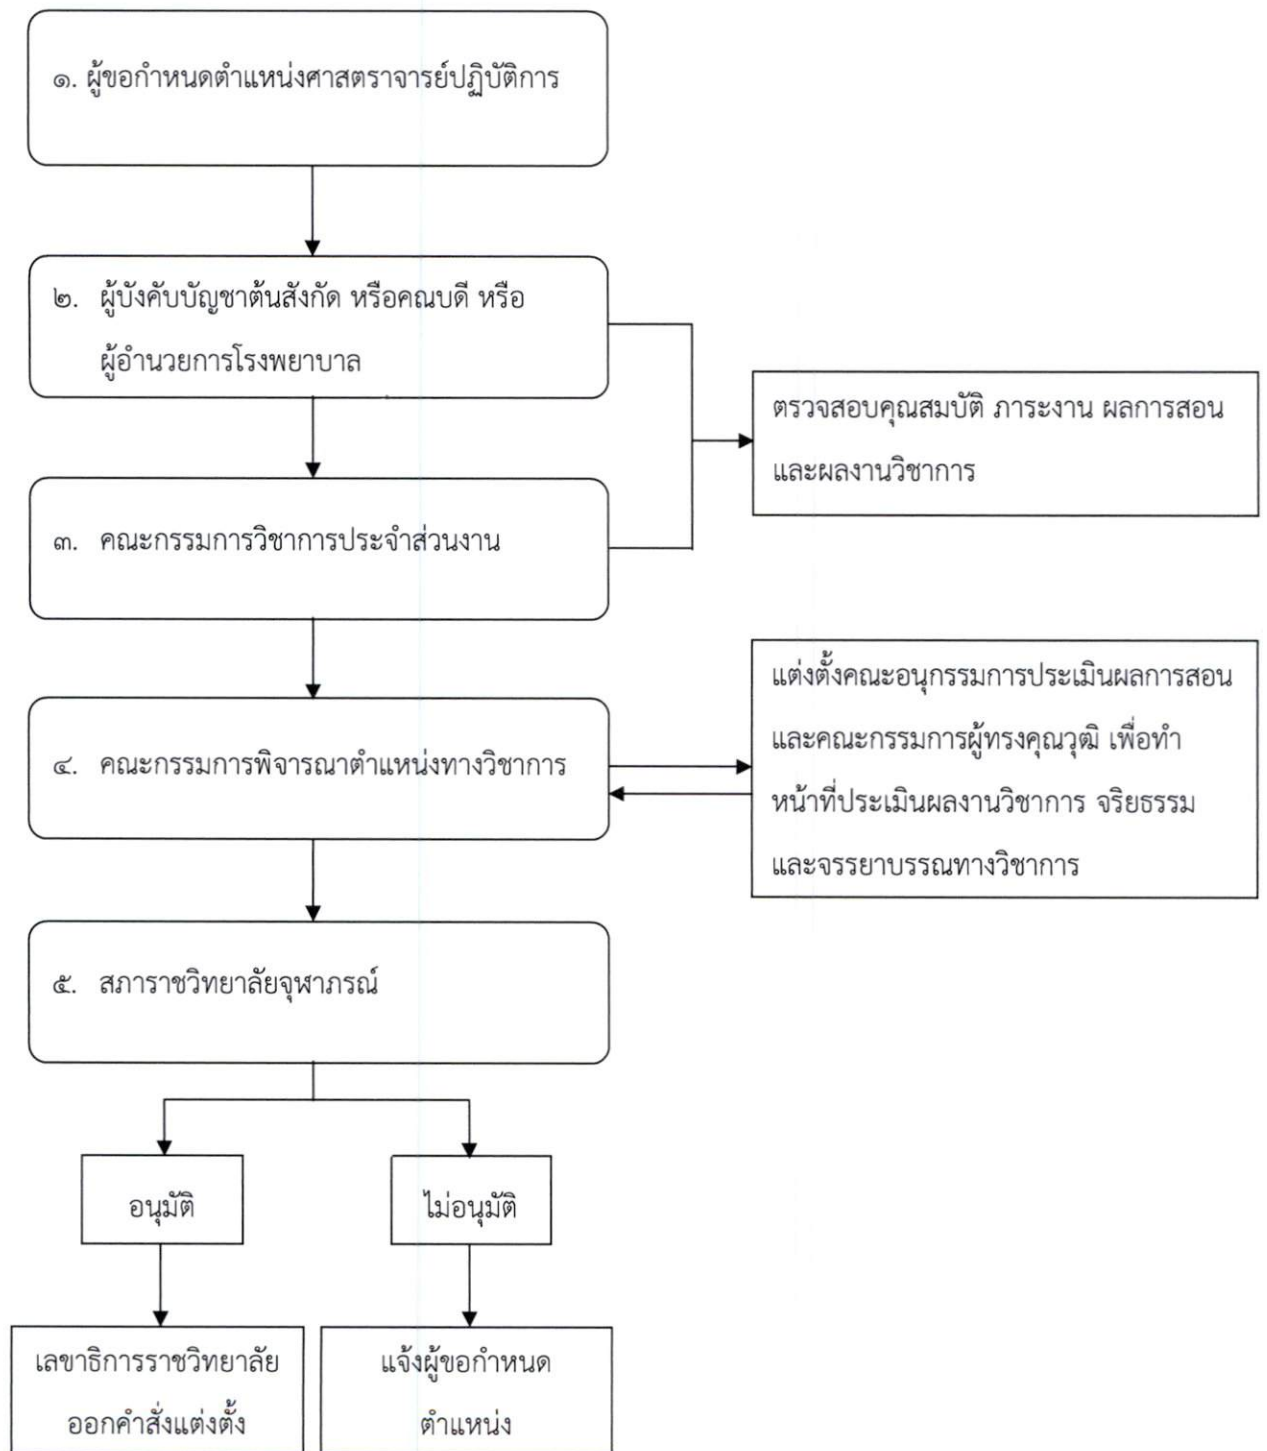 ๑. ผู้ขอกำหนดตำแหน่งศาสตราจารย์ปฏิบัติการ
๒. ผู้บังคับบัญชาต้นสังกัด หรือคณบดี หรือ
ผู้อำนวยการโรงพยาบาล
ตรวจสอบคุณสมบัติ ภาระงาน ผลการสอน
และผลงานวิชาการ
๓. คณะกรรมการวิชาการประจำส่วนงาน
๔. คณะกรรมการพิจารณาตำแหน่งทางวิชาการ
แต่งตั้งคณะอนุกรรมการประเมินผลการสอน
และคณะกรรมการผู้ทรงคุณวุฒิ เพื่อทำ
หน้าที่ประเมินผลงานวิชาการ จริยธรรม
และจรรยาบรรณทางวิชาการ
๕. สภาราชวิทยาลัยจุฬาภรณ์
อนุมัติ
ไม่อนุมัติ
เลขาธิการราชวิทยาลัย
ออกคำสั่งแต่งตั้ง
แจ้งผู้ขอกำหนด
ตำแหน่ง